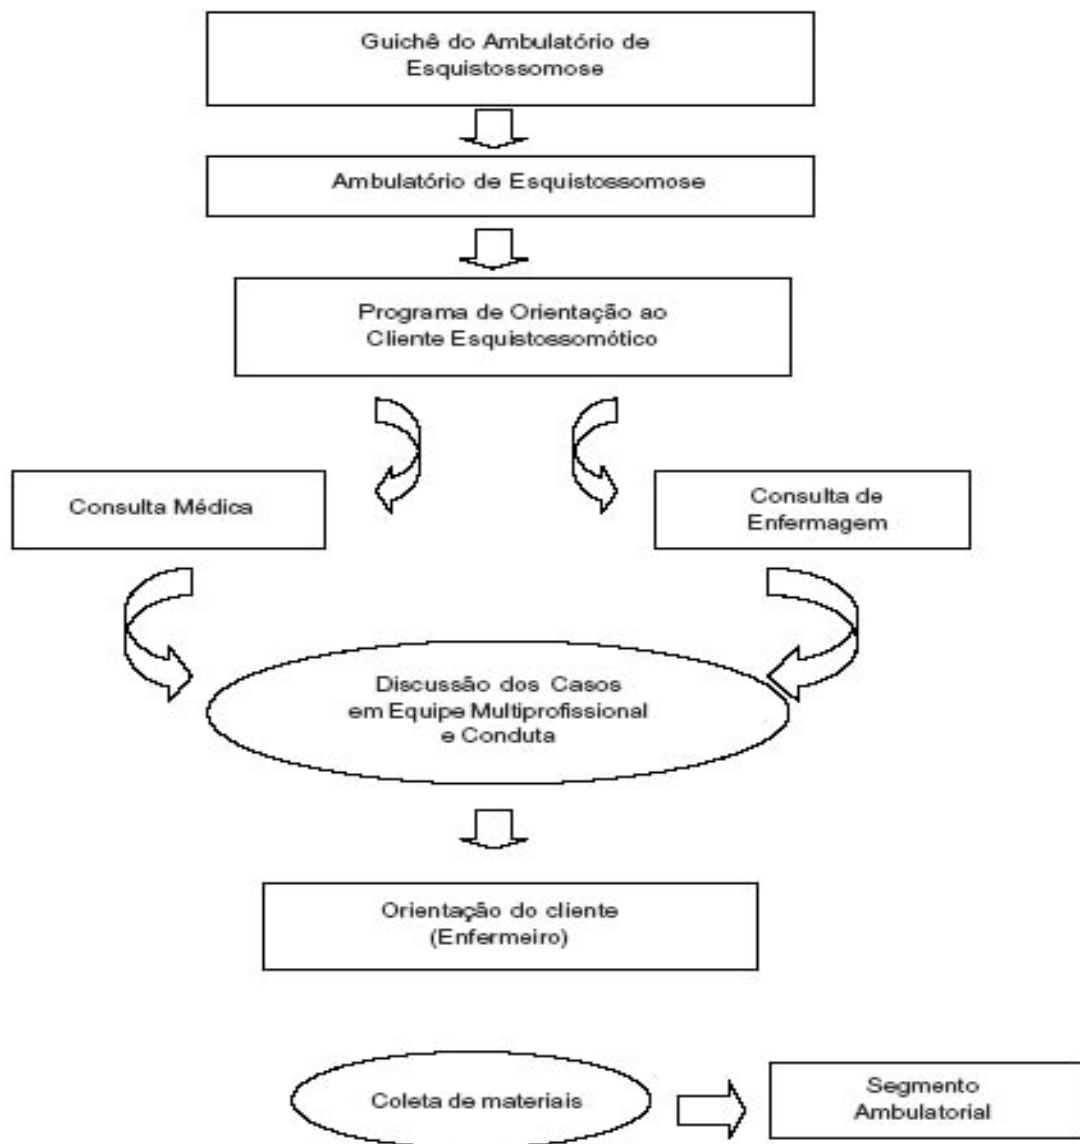 Guichê do Ambulatório de
Esquistossomose
Ambulatório de Esquistossomose
Programa de Orientação ao
Cliente Esquistossomótico
Consulta Médica
Consulta de
Enfermagem
Discussão dos Casos
em Equipe Multiprofissional
e Conduta
Orientação do cliente
(Enfermeiro)
Coleta de materiais
Segmento
Ambulatorial